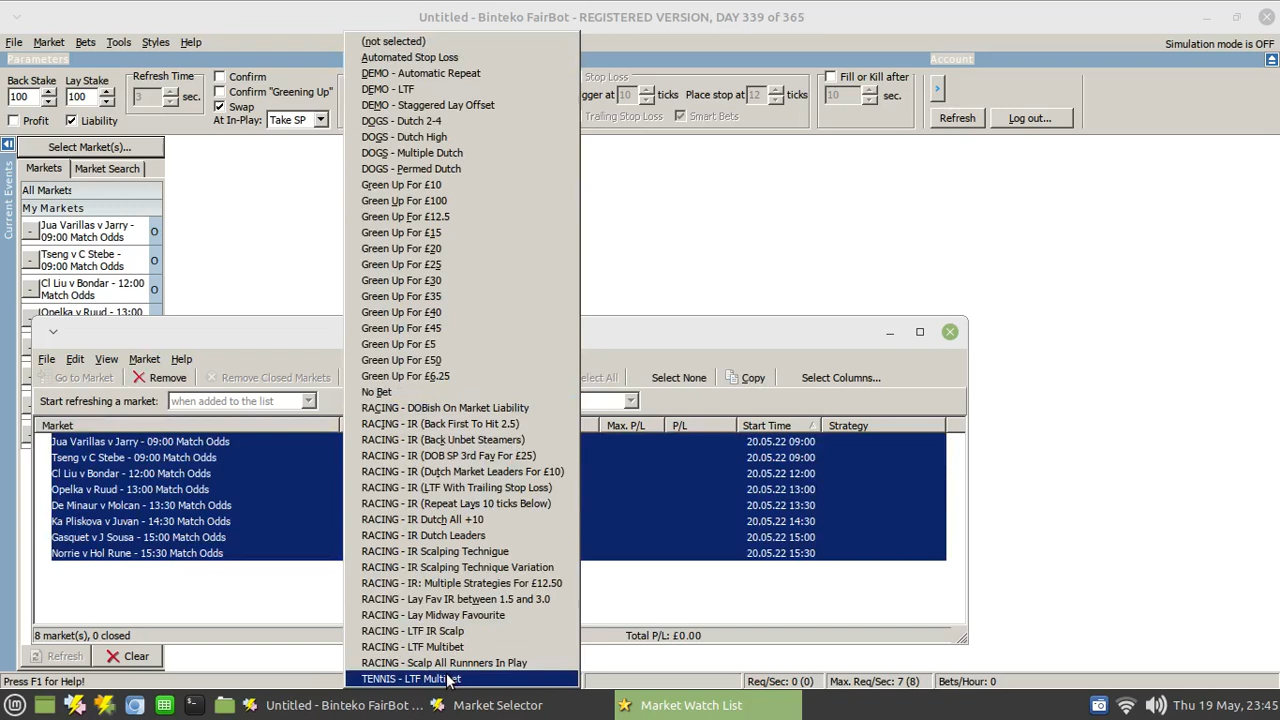 Untitled - Binteko FairBot - REGISTERED VERSION, DAY 339 of 365
File Market Bets Tools Styles Help
Simulation mode is OFF
Parameters
Account
Back Stake
100
Profit
Lay Stake
100
Liability
Refresh Time
3 sec.
Confirm
Confirm "Greening Up"
Swap
At In-Play: Take SP
Stop Loss
gger at 10 ticks Place stop at 12 ticks
Trailing Stop Loss Smart Bets
Fill or Kill after
10 sec.
>
Refresh Log out...
Current Events
Select Market(s)...
Markets Market Search
All Markets
My Markets
- Jua Varillas v Jarry - 09:00 Match Odds O
- Tseng v C Stebe - 09:00 Match Odds O
- Cl Liu v Bondar - 12:00 Match Odds O
Opelka v Ruud - 13:00
(not selected)
Automated Stop Loss
DEMO - Automatic Repeat
DEMO - LTF
DEMO - Staggered Lay Offset
DOGS - Dutch 2-4
DOGS - Dutch High
DOGS - Multiple Dutch
DOGS - Permed Dutch
Green Up For £10
Green Up For £100
Green Up For £12.5
Green Up For £15
Green Up For £20
Green Up For £25
Green Up For £30
Green Up For £35
Green Up For £40
Green Up For £45
Green Up For £5
Green Up For £50
Green Up For £6.25
No Bet
RACING - DOBish On Market Liability
RACING - IR (Back First To Hit 2.5)
RACING - IR (Back Unbet Steamers)
RACING - IR (DOB SP 3rd Fay For £25)
RACING - IR (Dutch Market Leaders For £10)
RACING - IR (LTF With Trailing Stop Loss)
RACING - IR (Repeat Lays 10 ticks Below)
RACING - IR Dutch All +10
RACING - IR Dutch Leaders
RACING - IR Scalping Technigue
RACING - IR Scalping Technique Variation
RACING - IR: Multiple Strategies For £12.50
RACING - Lay Fav IR between 1.5 and 3.0
RACING - Lay Midway Favourite
RACING - LTF IR Scalp
RACING - LTF Multibet
RACING - Scalp All Runnners In Play
TENNIS - LTF Multibet
File Edit View Market Help
Go to Market Remove Remove Closed Markets Select All Select None Copy Select Columns...
Start refreshing a market: when added to the list
Market Max. P/L P/L Start Time Strategy
Jua Varillas v Jarry - 09:00 Match Odds 20.05.22 09:00
Tseng v C Stebe - 09:00 Match Odds 20.05.22 09:00
Cl Liu v Bondar - 12:00 Match Odds 20.05.22 12:00
Opelka v Ruud - 13:00 Match Odds 20.05.22 13:00
De Minaur v Molcan - 13:30 Match Odds 20.05.22 13:30
Ka Pliskova v Juvan - 14:30 Match Odds 20.05.22 14:30
Gasquet v J Sousa - 15:00 Match Odds 20.05.22 15:00
Norrie v Hol Rune - 15:30 Match Odds 20.05.22 15:30
8 market(s), 0 closed Total P/L: £0.00
Refresh Clear
Press F1 for Help! Req/Sec: 0 (0) Max. Req/Sec: 7 (8) Bets/Hour: 0
Untitled - Binteko FairBot -... Market Selector Market Watch List Thu 19 May, 23:45